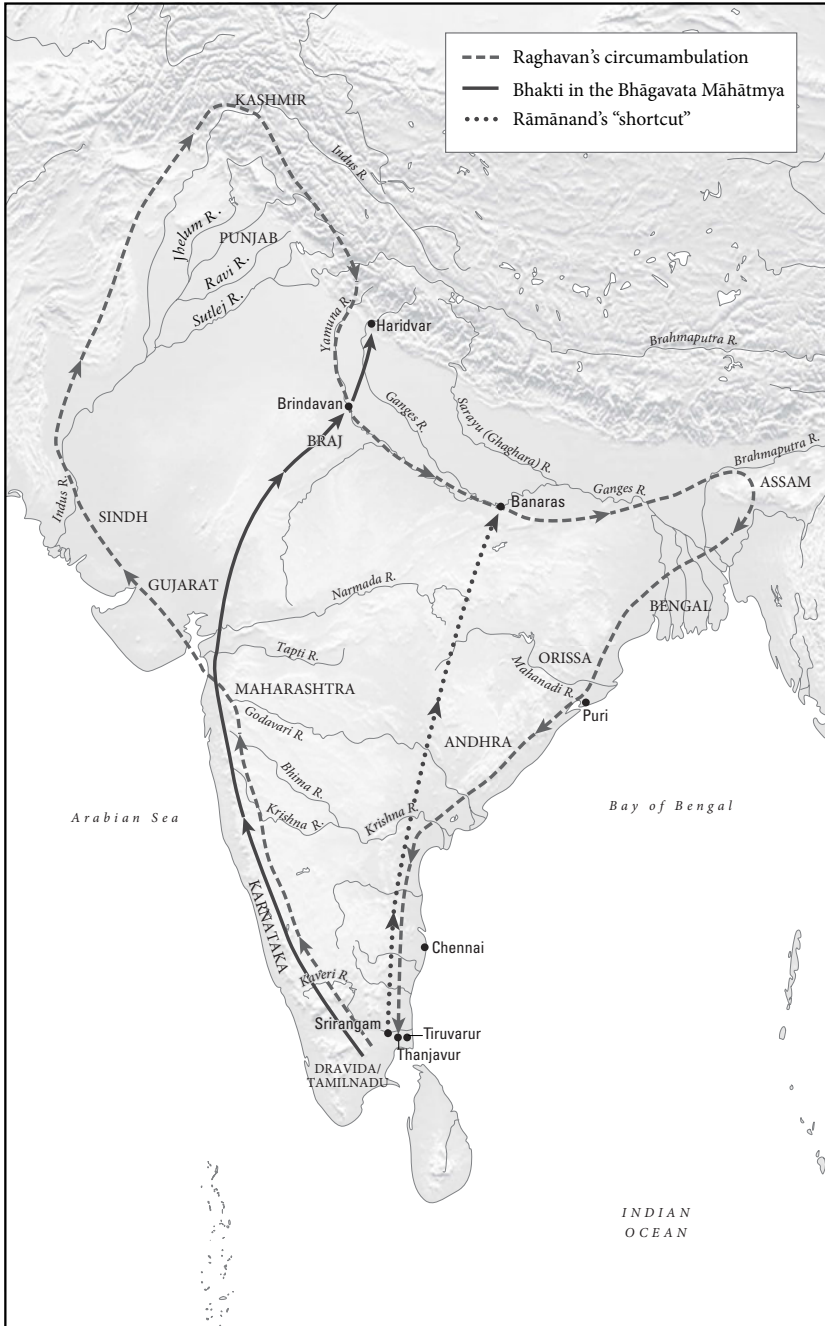 Raghavan's circumambulation
Bhakti in the Bhāgavata Māhātmya
Rāmānand's “shortcut”
KASHMIR
Indus R.
Jhelum R.
PUNJAB
Ravi R.
Sutlej R.
Yamuna R.
Haridvar
Brahmaputra R.
Brindavan
BRAJ
Ganges R.
Sarayu (Ghaghara) R.
Brahmaputra R.
ASSAM
Ganges R.
Banaras
Indus R.
SINDH
GUJARAT
Narmada R.
BENGAL
Tapti R.
ORISSA
Mahanadi R.
MAHARASHTRA
Puri
Godavari R.
ANDHRA
Bhima R.
Krishna R.
Krishna R.
Arabian Sea
Bay of Bengal
KARNATAKA
Chennai
Kaveri R.
Srirangam
Tiruvarur
Thanjavur
DRAVIDA/
TAMILNADU
INDIAN
OCEAN